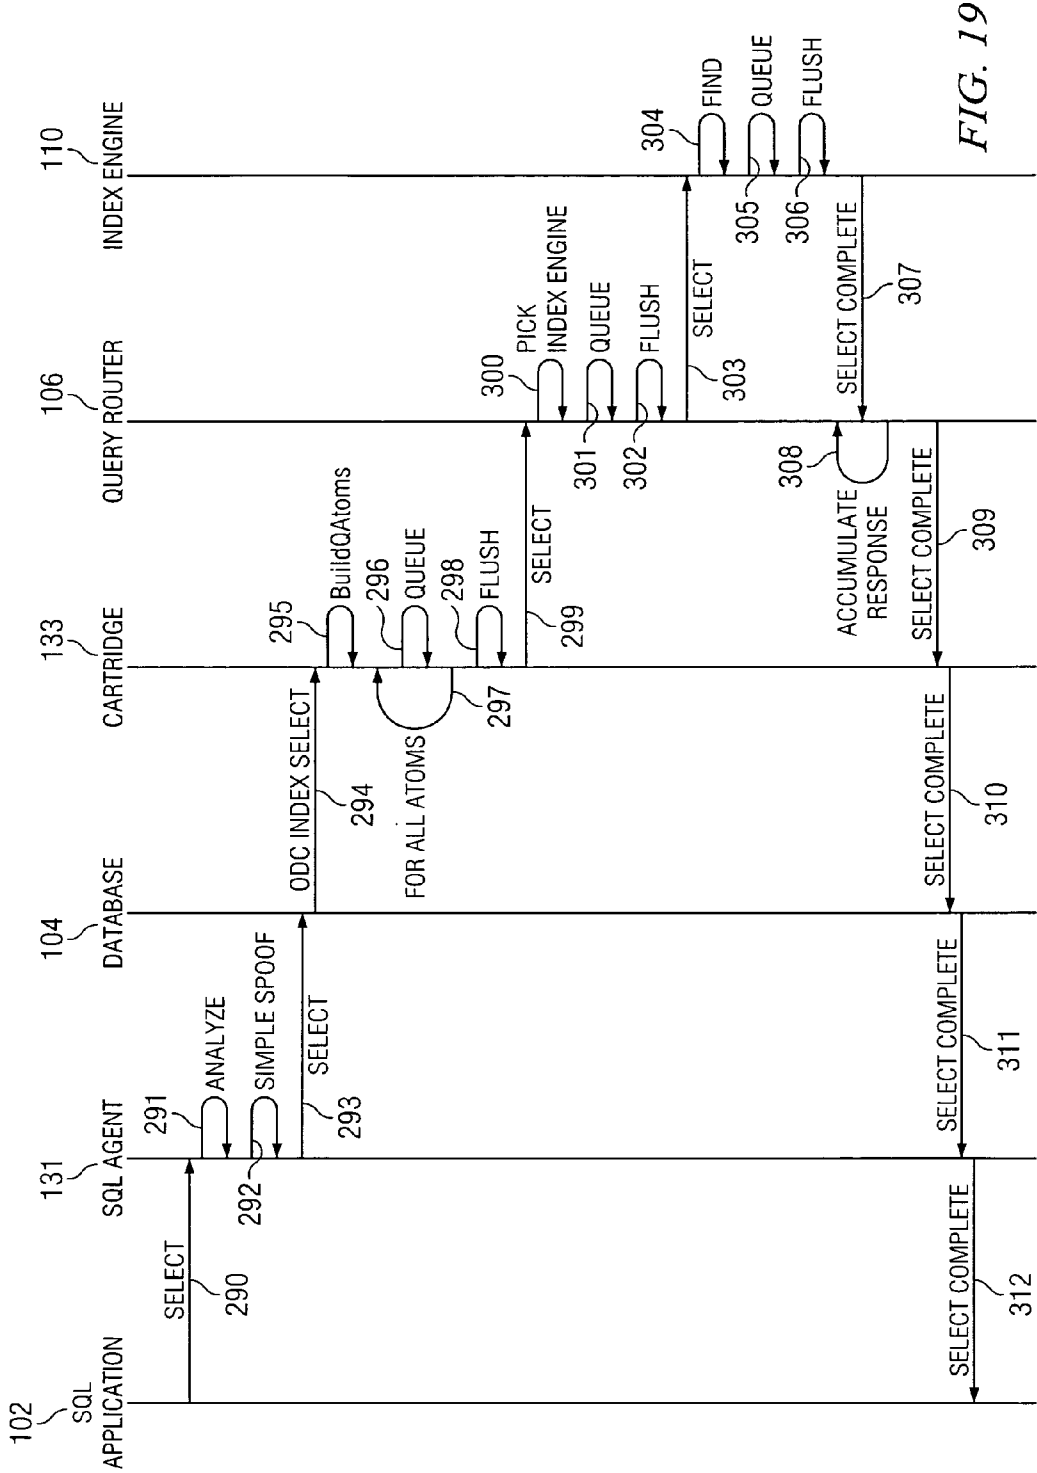 102
SQL
APPLICATION
131
SQL AGENT
104
DATABASE
133
CARTRIDGE
106
QUERY ROUTER
110
INDEX ENGINE
SELECT
290
291
ANALYZE
292
SIMPLE SPOOF
SELECT
293
ODC INDEX SELECT
294
295
BuildQAtoms
296
QUEUE
FOR ALL ATOMS
297
298
FLUSH
SELECT
299
300
PICK
INDEX ENGINE
301
QUEUE
302
FLUSH
SELECT
303
304
FIND
305
QUEUE
306
FLUSH
SELECT COMPLETE
307
308
ACCUMULATE
RESPONSE
SELECT COMPLETE
309
SELECT COMPLETE
310
SELECT COMPLETE
311
SELECT COMPLETE
312
FIG. 19